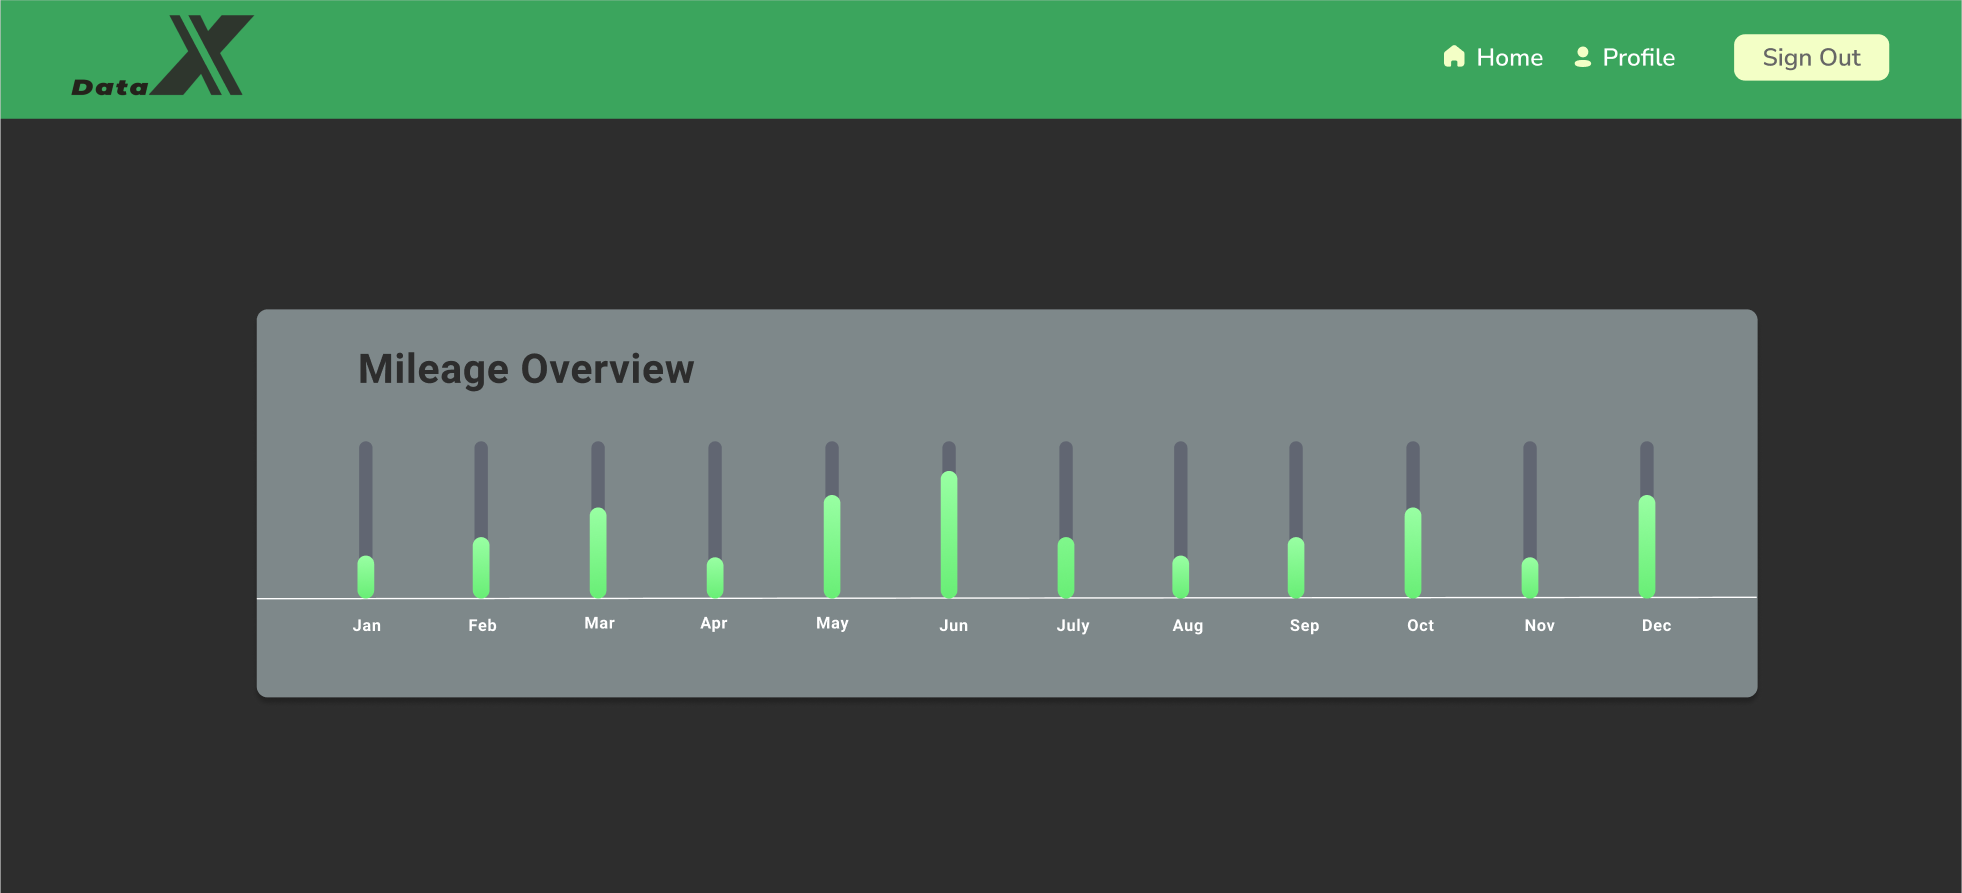 DataX
Home Profile Sign Out
Mileage Overview
Jan Feb Mar Apr May Jun July Aug Sep Oct Nov Dec